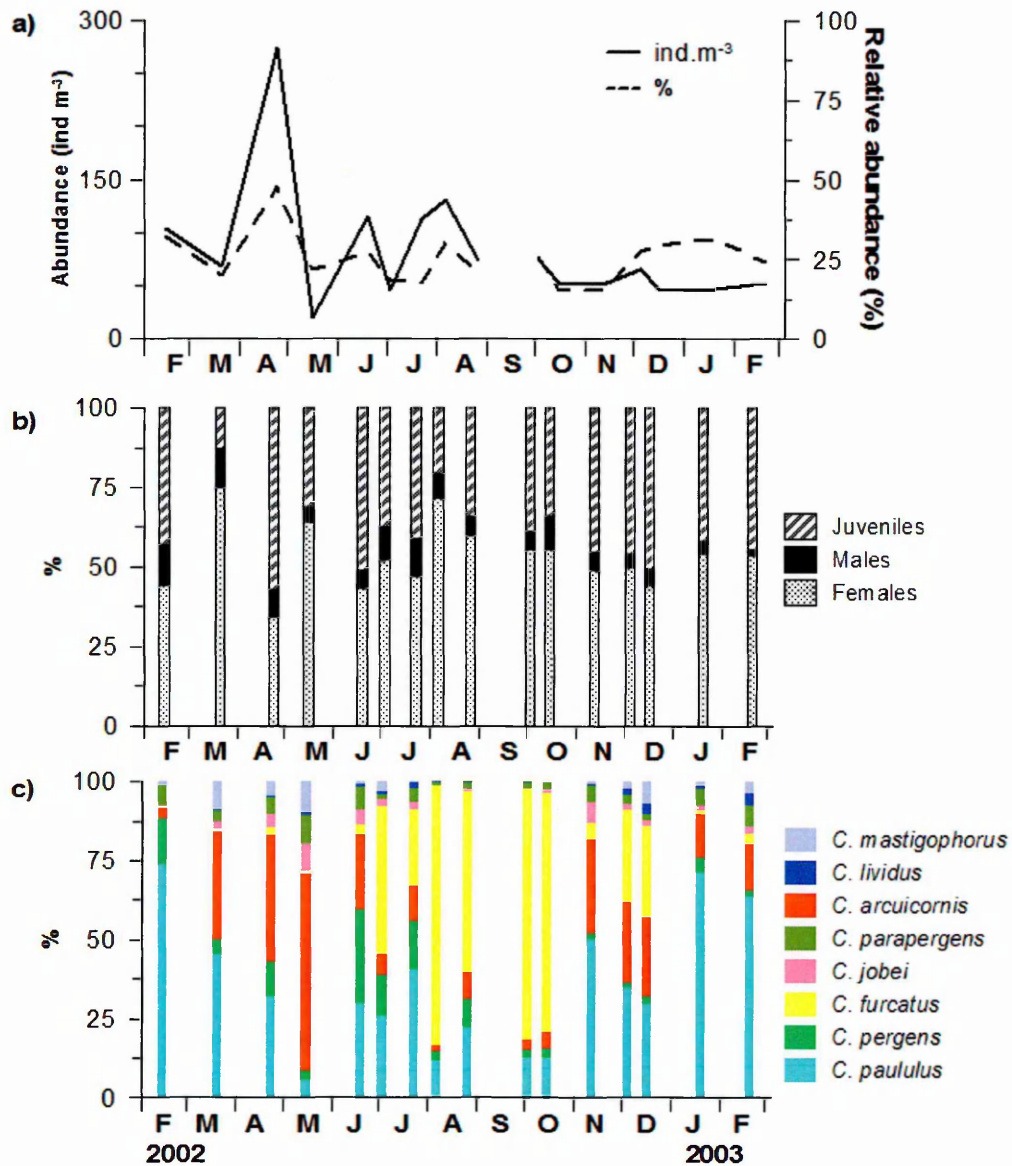 a)
300
150
0
Abundance (ind m⁻³)
ind.m⁻³
%
100
75
50
25
0
Relative abundance (%)
F M A M J J A S O N D J F
b)
100
75
50
25
0
%
Juveniles
Males
Females
F M A M J J A S O N D J F
c)
100
75
50
25
0
%
C. mastigophorus
C. lividus
C. arcuicornis
C. parapergens
C. jobei
C. furcatus
C. pergens
C. paululus
F M A M J J A S O N D J F
2002 2003